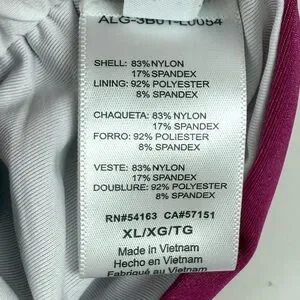 ALG-3B01-L0054
SHELL: 83% NYLON
17% SPANDEX
LINING: 92% POLYESTER
8% SPANDEX
CHAQUETA: 83% NYLON
17% SPANDEX
FORRO: 92% POLIESTER
8% SPANDEX
VESTE: 83% NYLON
17% SPANDEX
DOUBLURE: 92% POLYESTER
8% SPANDEX
RN#54163 CA#57151
XL/XG/TG
Made in Vietnam
Hecho en Vietnam
Fabriqué au Vietnam